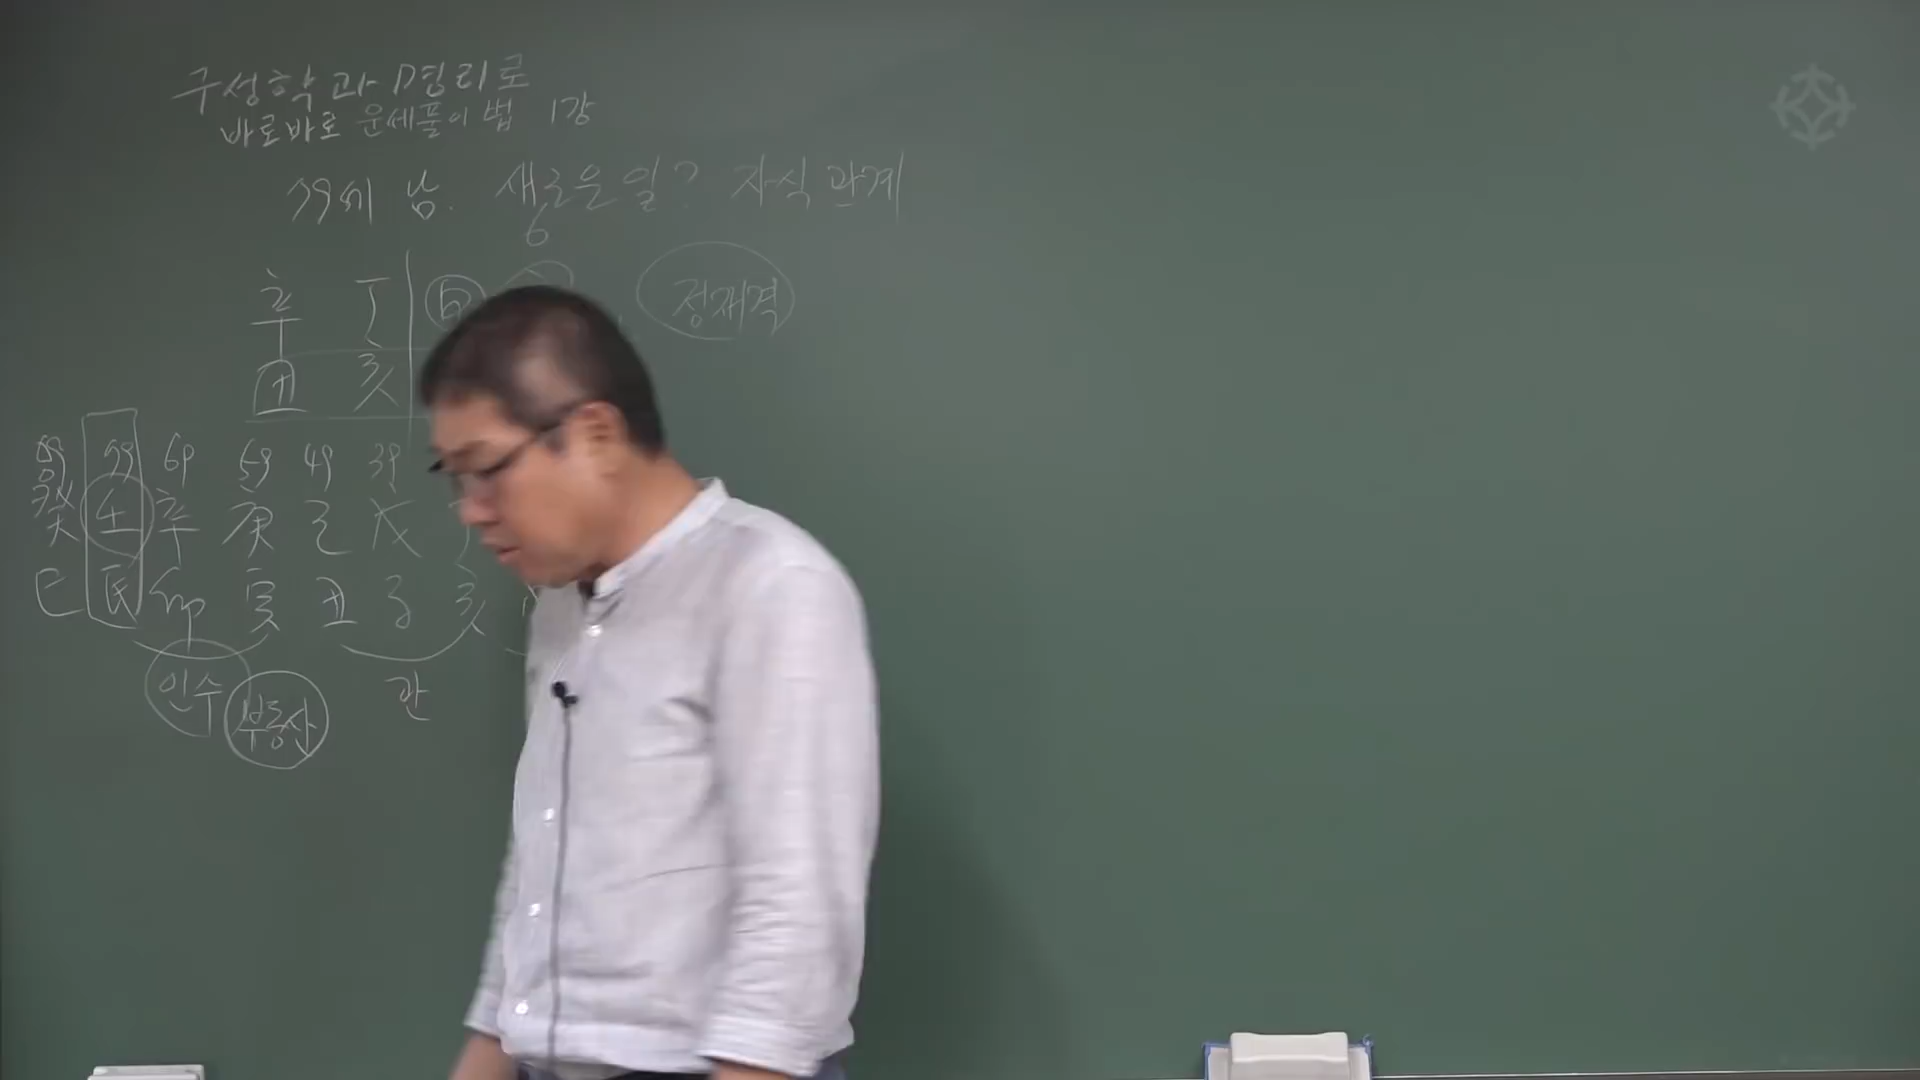 구성학과 명리로
바로바로 운세풀이법 1강
79세 남. 새로운 일? 자식 관계
6
辛 丁 정재격
丑 亥
89 79 69 59 49 39
癸 壬 辛 庚 己 戊
巳 辰 卯 寅 丑 子 亥
인수 부동산 관